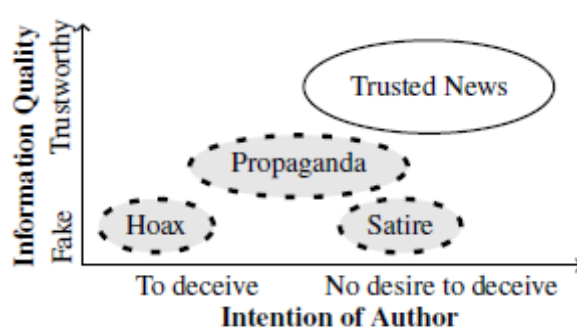 Information Quality
Fake Trustworthy
Trusted News
Propaganda
Hoax Satire
To deceive No desire to deceive
Intention of Author